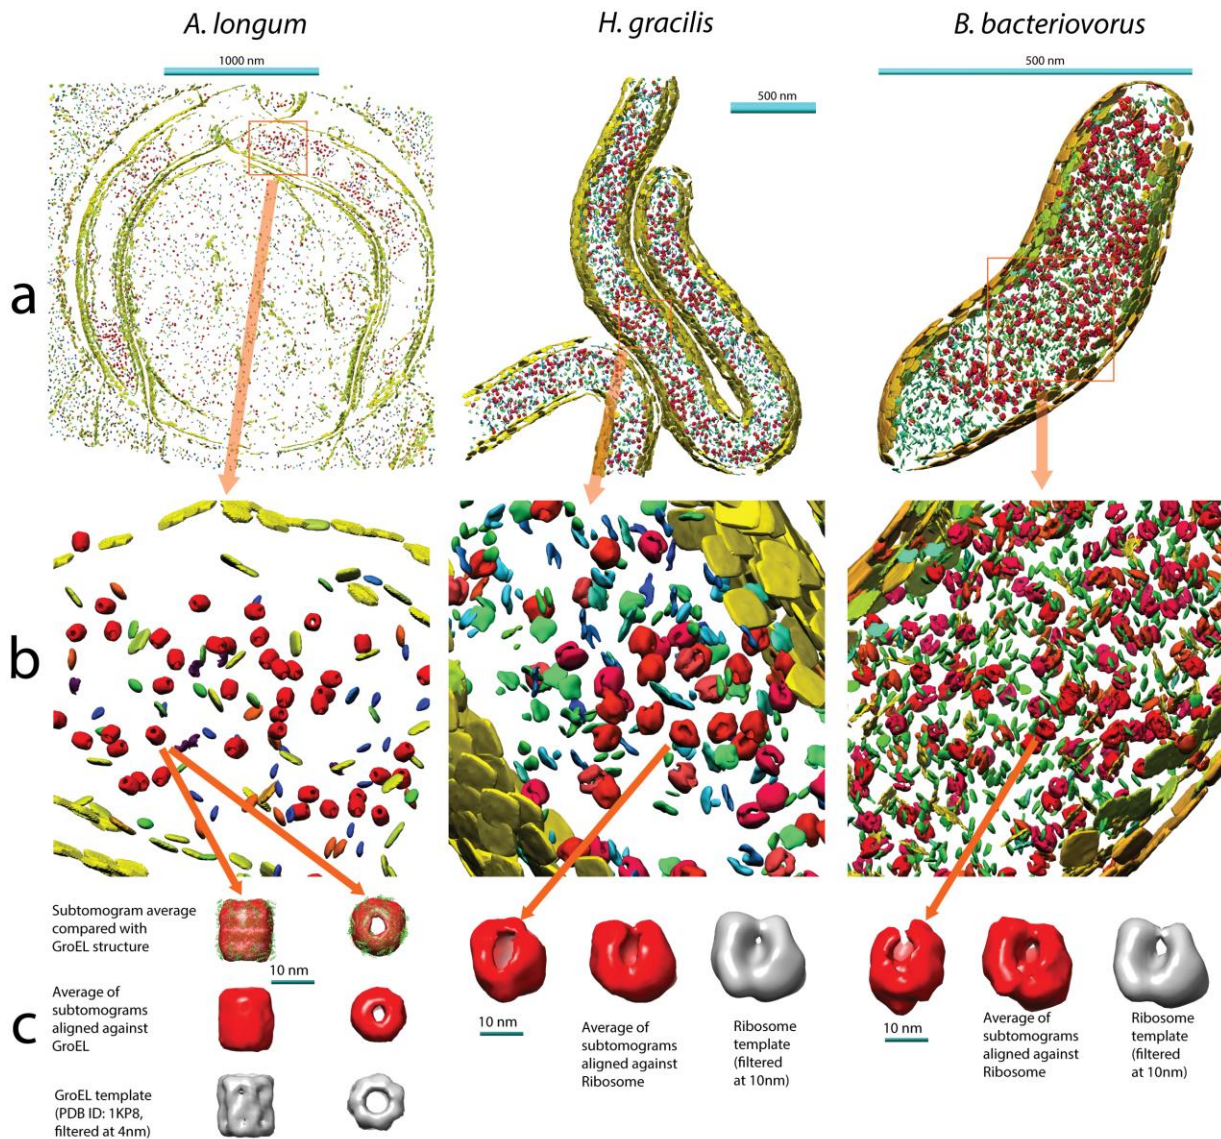 A. longum
H. gracilis
B. bacteriovorus
1000 nm
500 nm
500 nm
a
b
c
Subtomogram average
compared with
GroEL structure
10 nm
Average of
subtomograms
aligned against
GroEL
GroEL template
(PDB ID: 1KP8,
filtered at 4nm)
10 nm
Average of
subtomograms
aligned against
Ribosome
Ribosome
template
(filtered
at 10nm)
10 nm
Average of
subtomograms
aligned against
Ribosome
Ribosome
template
(filtered
at 10nm)